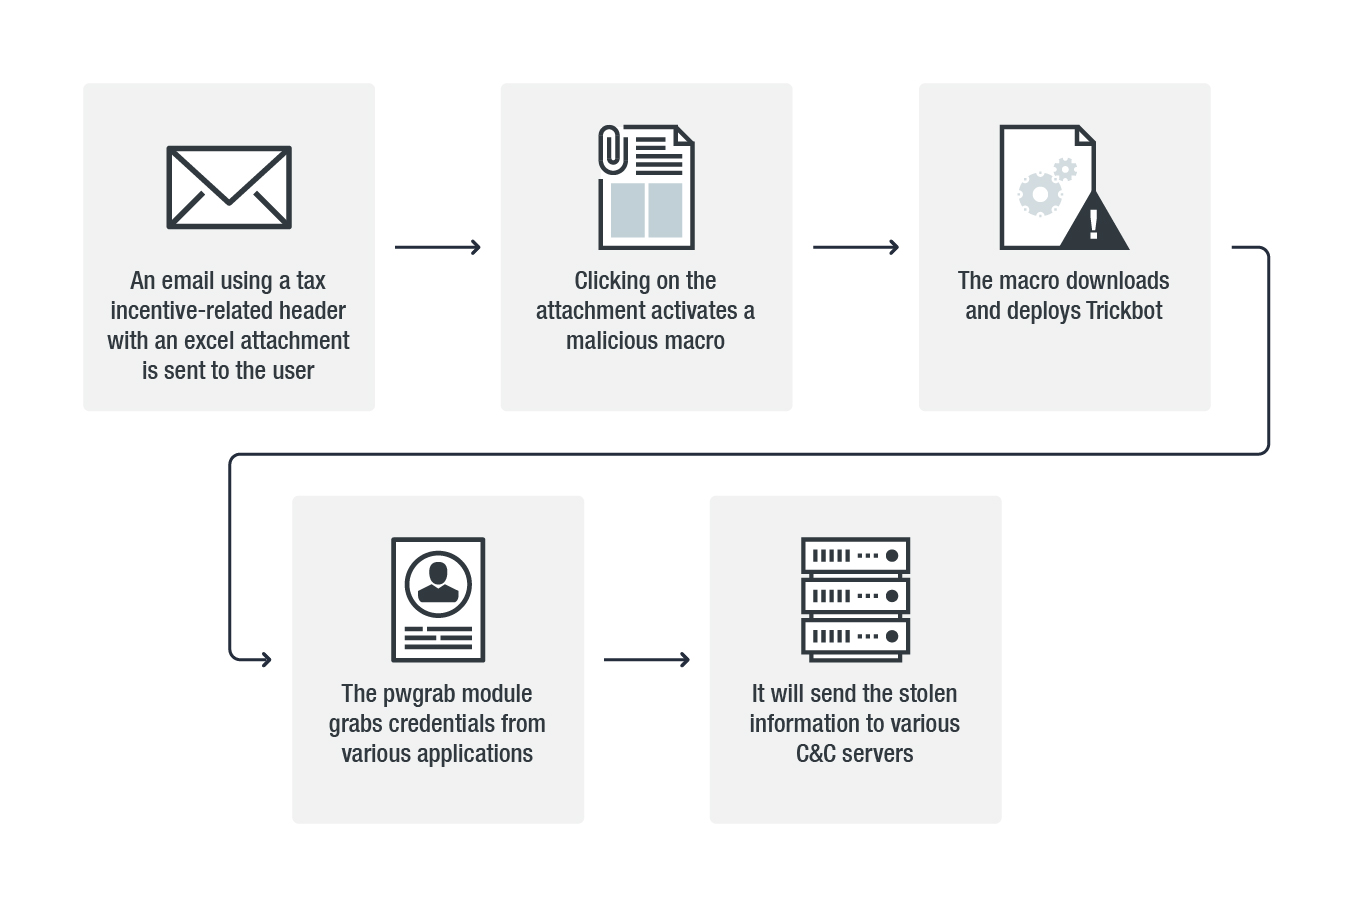 An email using a tax
incentive-related header
with an excel attachment
is sent to the user
Clicking on the
attachment activates a
malicious macro
!
The macro downloads
and deploys Trickbot
The pwgrab module
grabs credentials from
various applications
It will send the stolen
information to various
C&C servers